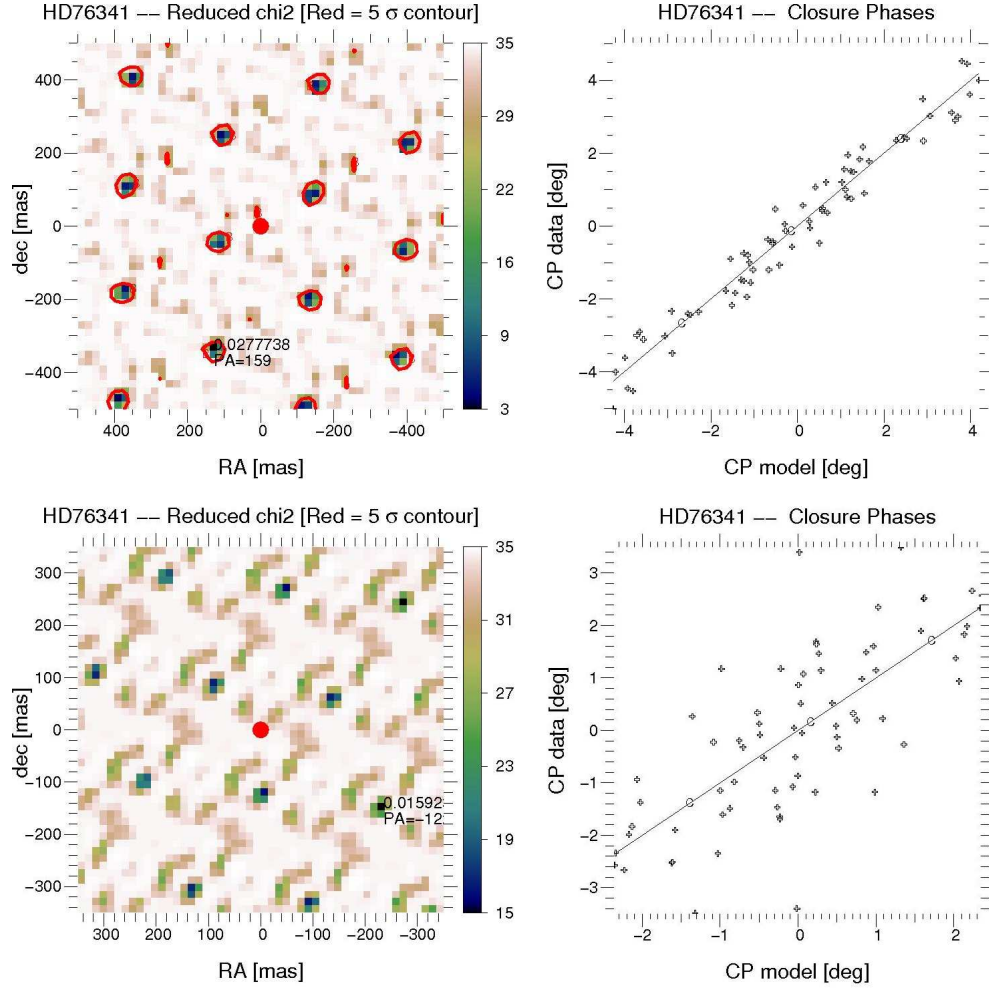 HD76341 —— Reduced chi2 [Red = 5 σ contour]
HD76341 —— Closure Phases
dec [mas]
400
200
0
−200
−400
400 200 0 −200 −400
RA [mas]
35
29
22
16
9
3
0.0277738
PA=159
CP data [deg]
4
2
0
−2
−4
−4 −2 0 2 4
CP model [deg]
HD76341 —— Reduced chi2 [Red = 5 σ contour]
HD76341 —— Closure Phases
dec [mas]
300
200
100
0
−100
−200
−300
300 200 100 0 −100 −200 −300
RA [mas]
35
31
27
23
19
15
0.01592
PA=−12
CP data [deg]
3
2
1
0
−1
−2
−3
−2 −1 0 1 2
CP model [deg]